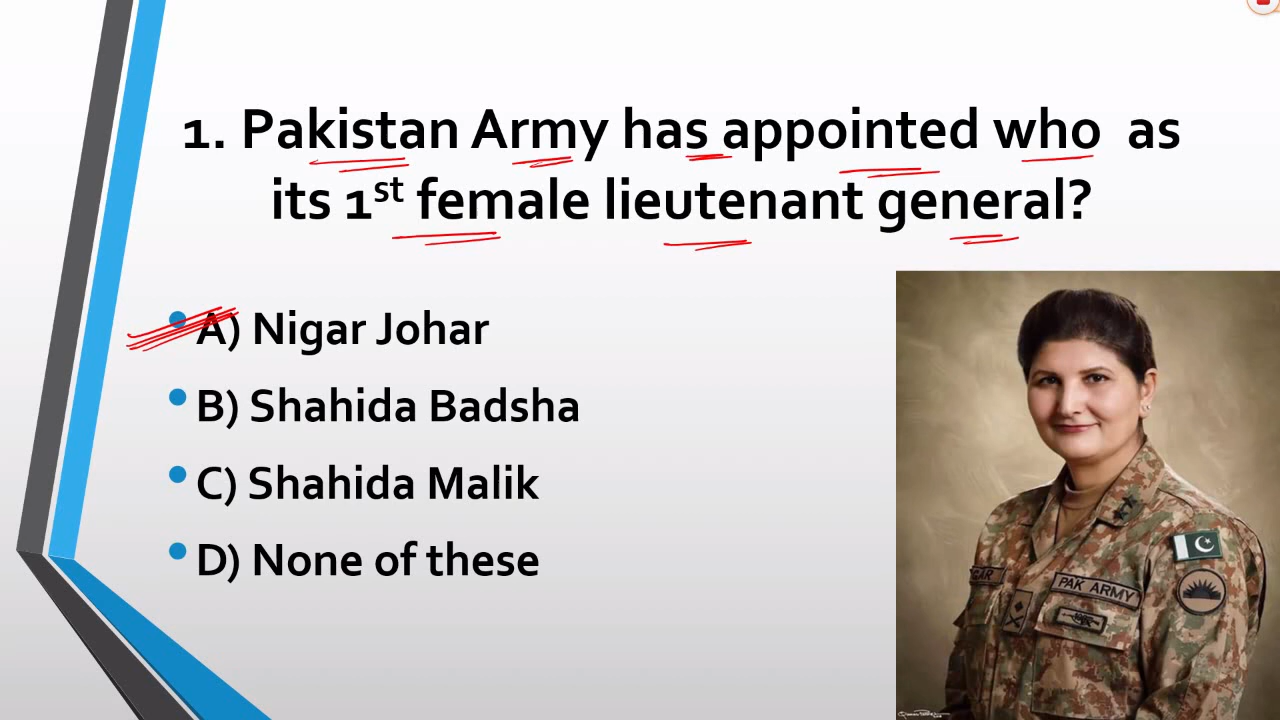 1. Pakistan Army has appointed who as
its 1st female lieutenant general?
A) Nigar Johar
B) Shahida Badsha
C) Shahida Malik
D) None of these
GAR
PAK ARMY